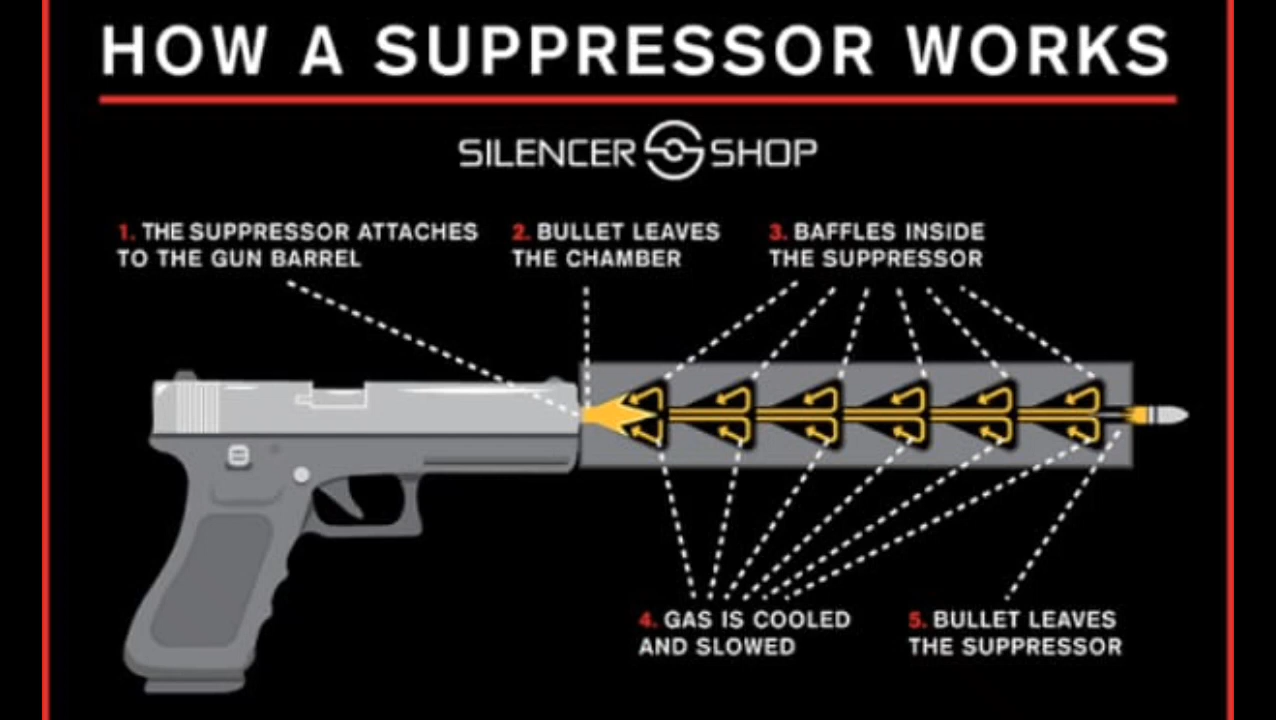 HOW A SUPPRESSOR WORKS
SILENCER SHOP
1. THE SUPPRESSOR ATTACHES
TO THE GUN BARREL
2. BULLET LEAVES
THE CHAMBER
3. BAFFLES INSIDE
THE SUPPRESSOR
4. GAS IS COOLED
AND SLOWED
5. BULLET LEAVES
THE SUPPRESSOR